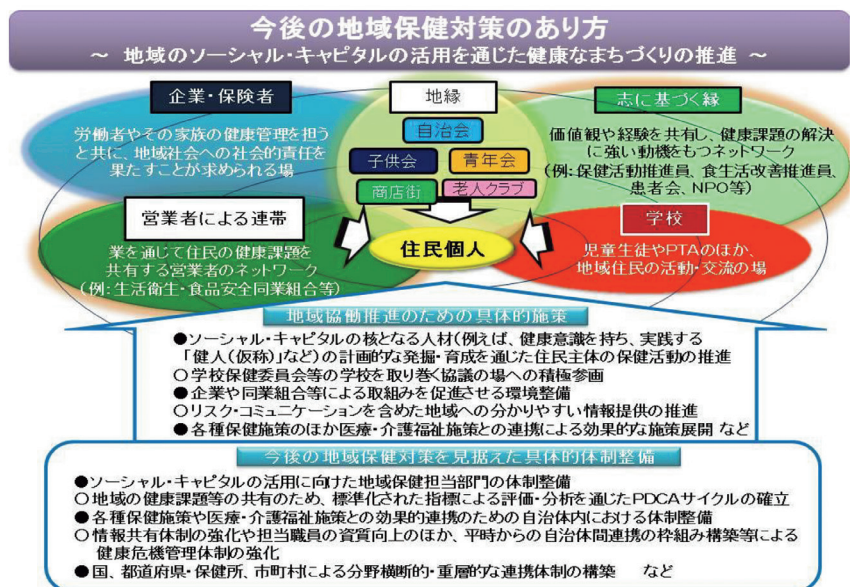 今後の地域保健対策のあり方
～ 地域のソーシャル・キャピタルの活用を通じた健康なまちづくりの推進 ～
企業・保険者
労働者やその家族の健康管理を担う
と共に、地域社会への社会的責任を
果たすことが求められる場
地縁
自治会
子供会
青年会
商店街
老人クラブ
志に基づく縁
価値観や経験を共有し、健康課題の解決
に強い動機をもつネットワーク
(例:保健活動推進員、食生活改善推進員、
患者会、NPO等)
営業者による連帯
業を通じて住民の健康課題を
共有する営業者のネットワーク
(例:生活衛生・食品安全同業組合等)
住民個人
学校
児童生徒やPTAのほか、
地域住民の活動・交流の場
地域協働推進のための具体的施策
●ソーシャル・キャピタルの核となる人材(例えば、健康意識を持ち、実践する
「健人(仮称)」など)の計画的な発掘・育成を通じた住民主体の保健活動の推進
○学校保健委員会等の学校を取り巻く協議の場への積極参画
●企業や同業組合等による取組みを促進させる環境整備
○リスク・コミュニケーションを含めた地域への分かりやすい情報提供の推進
●各種保健施策のほか医療・介護福祉施策との連携による効果的な施策展開 など
今後の地域保健対策を見据えた具体的体制整備
●ソーシャル・キャピタルの活用に向けた地域保健担当部門の体制整備
○地域の健康課題等の共有のため、標準化された指標による評価・分析を通じたPDCAサイクルの確立
●各種保健施策や医療・介護福祉施策との効果的連携のための自治体内における体制整備
○情報共有体制の強化や担当職員の資質向上のほか、平時からの自治体間連携の枠組み構築等による
健康危機管理体制の強化
●国、都道府県・保健所、市町村による分野横断的・重層的な連携体制の構築 など